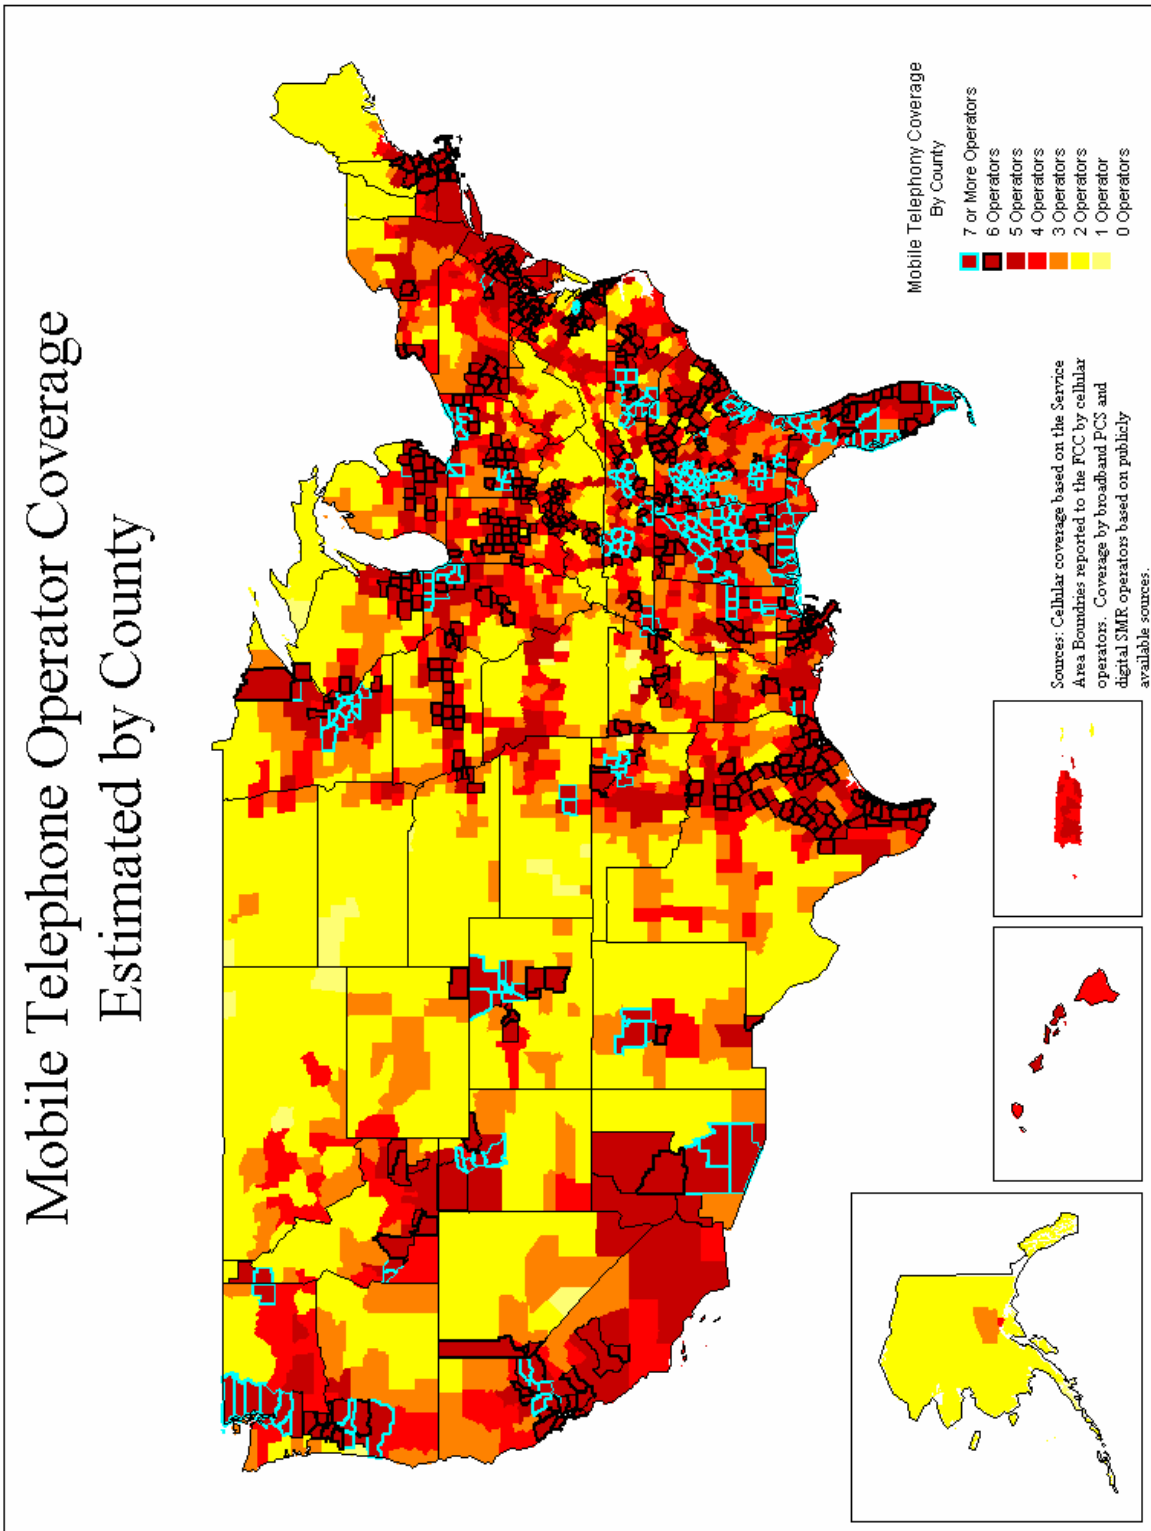 Mobile Telephone Operator Coverage
Estimated by County
Mobile Telephony Coverage
By County
7 or More Operators
6 Operators
5 Operators
4 Operators
3 Operators
2 Operators
1 Operator
0 Operators
Sources: Cellular coverage based on the Service
Area Boundries reported to the FCC by cellular
operators. Coverage by broadband PCS and
digital SMR operators based on publicly
available sources.